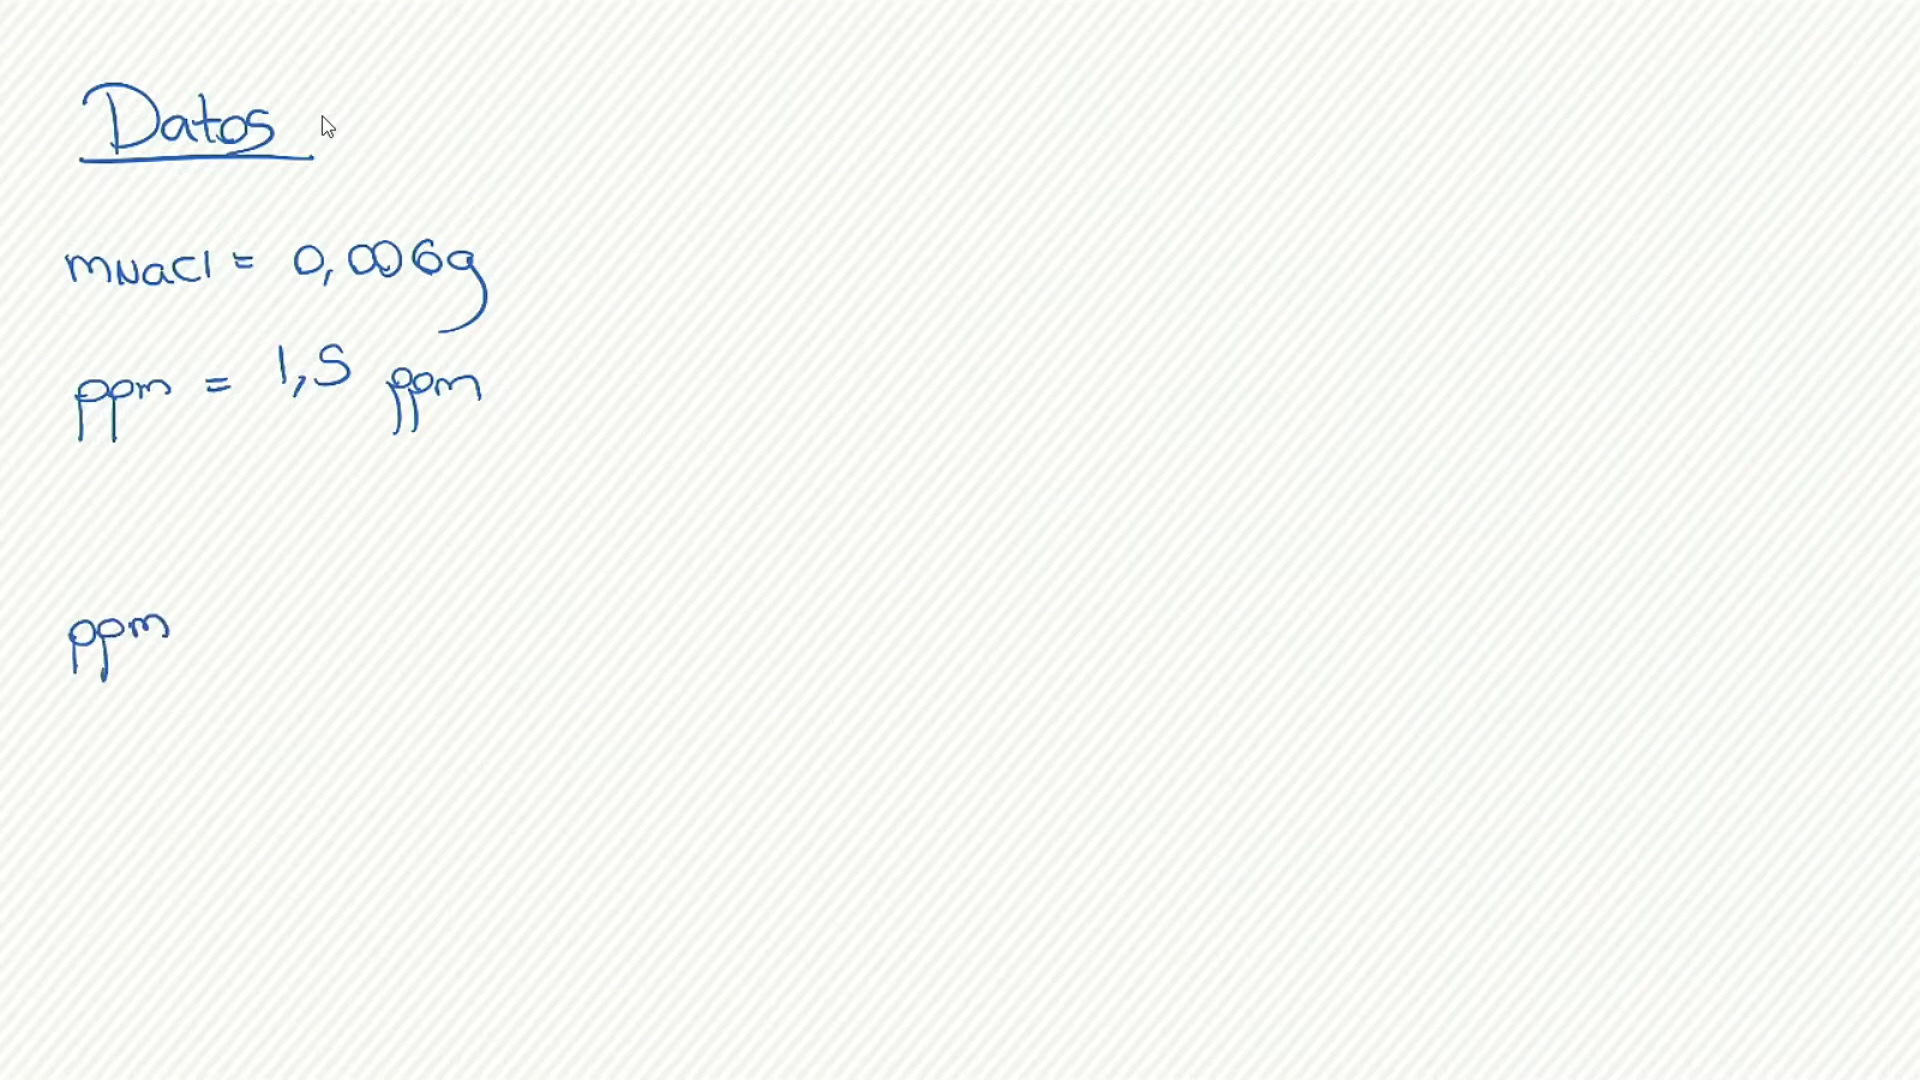 Datos
mNaCl = 0,006g
ppm = 1,5 ppm
ppm